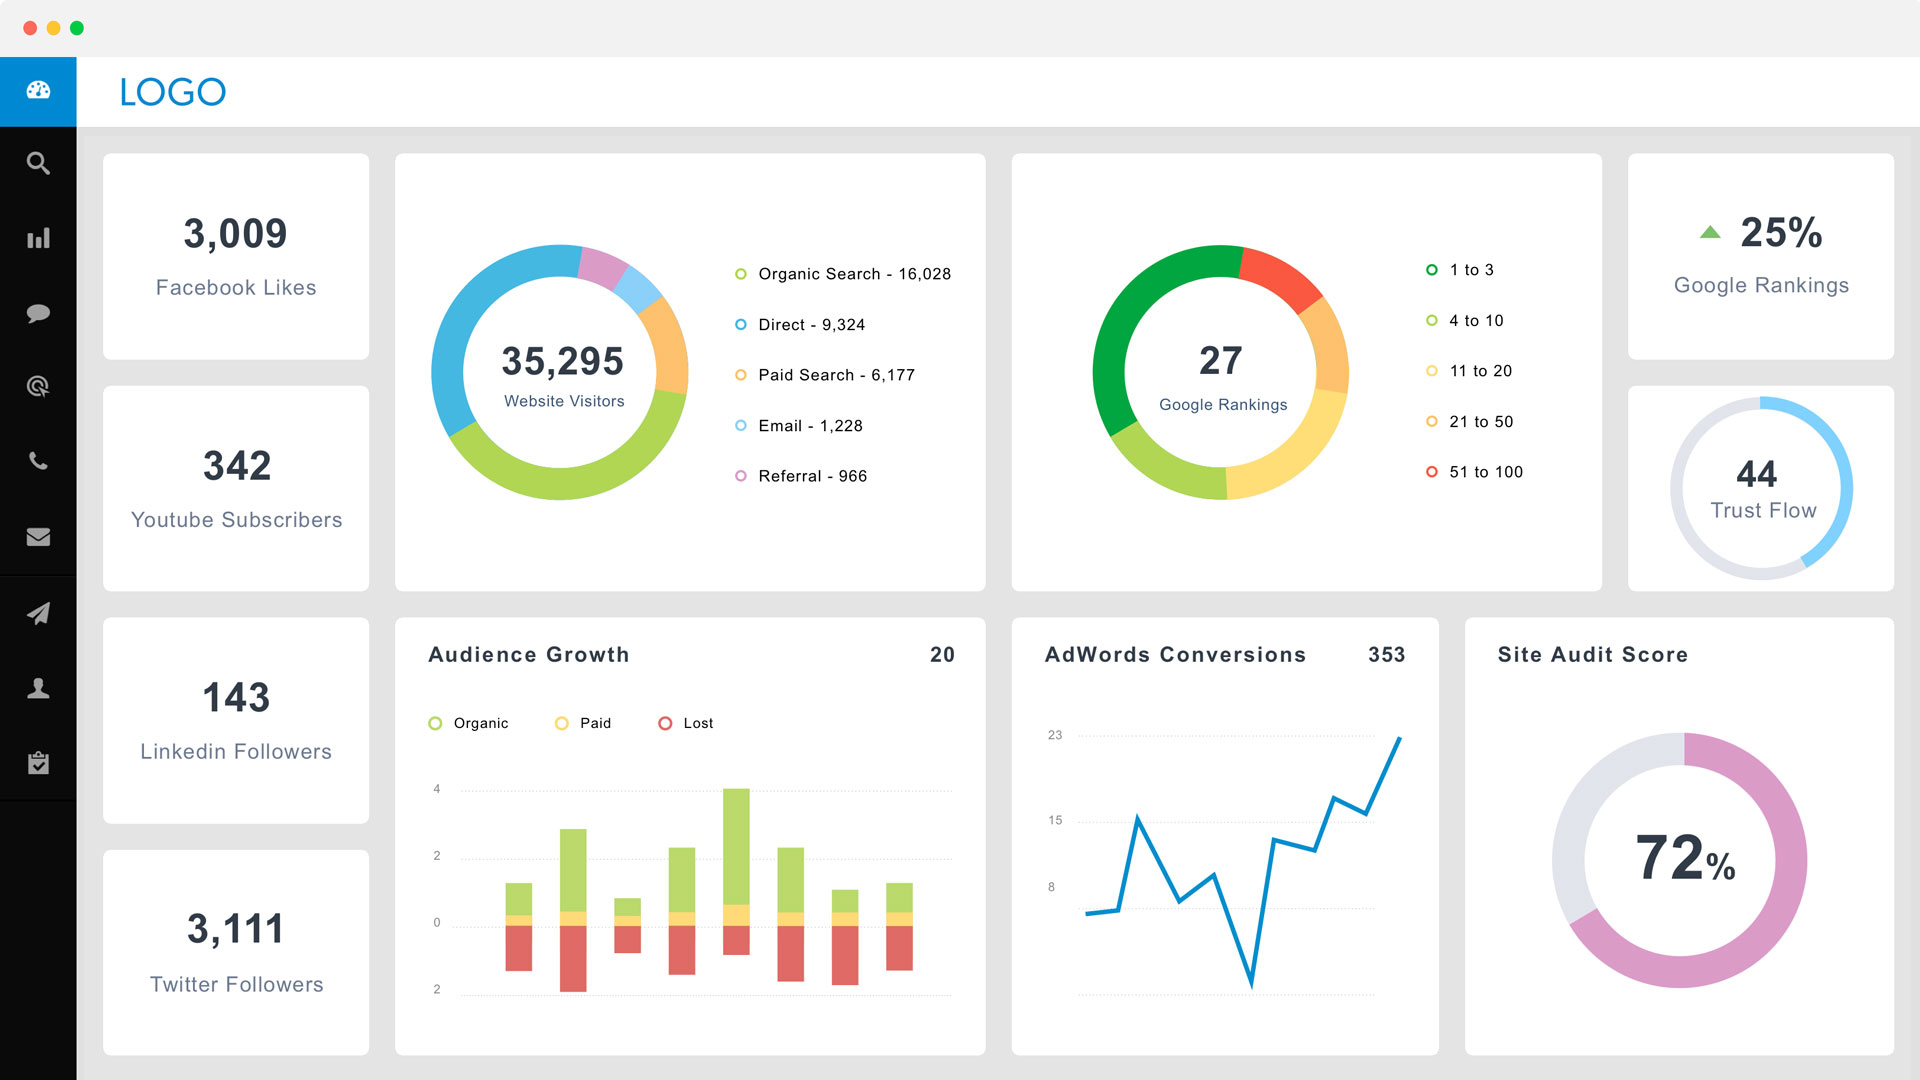 LOGO
3,009
Facebook Likes
342
Youtube Subscribers
143
Linkedin Followers
3,111
Twitter Followers
35,295
Website Visitors
Organic Search - 16,028
Direct - 9,324
Paid Search - 6,177
Email - 1,228
Referral - 966
27
Google Rankings
1 to 3
4 to 10
11 to 20
21 to 50
51 to 100
25%
Google Rankings
44
Trust Flow
Audience Growth 20
Organic Paid Lost
4
2
0
2
AdWords Conversions 353
23
15
8
Site Audit Score
72%